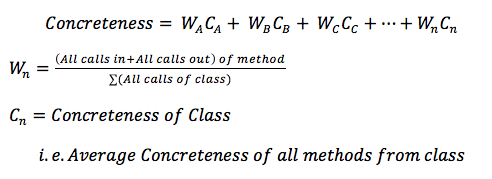 Concreteness = W_A C_A + W_B C_B + W_C C_C + ⋯ + W_n C_n
W_n = (All calls in+All calls out) of method / ∑(All calls of class)
C_n = Concreteness of Class
i.e. Average Concreteness of all methods from class